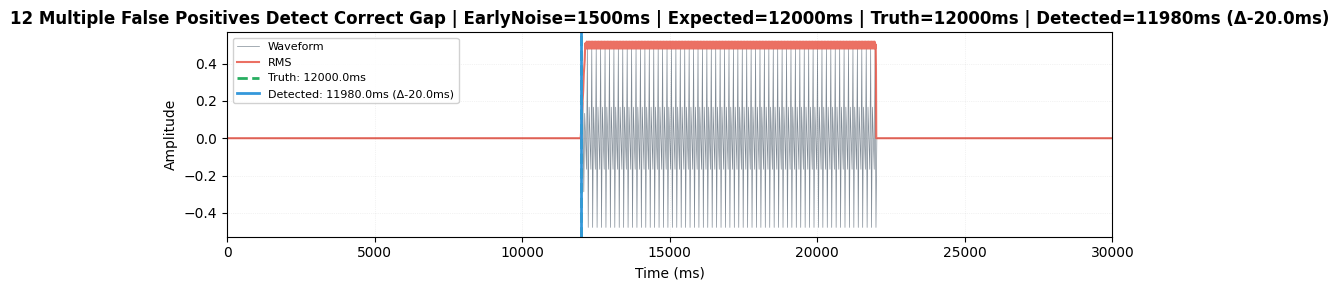 12 Multiple False Positives Detect Correct Gap | EarlyNoise=1500ms | Expected=12000ms | Truth=12000ms | Detected=11980ms (Δ-20.0ms)
Waveform
RMS
Truth: 12000.0ms
Detected: 11980.0ms (Δ-20.0ms)
Amplitude
0.4
0.2
0.0
−0.2
−0.4
0
5000
10000
15000
20000
25000
30000
Time (ms)